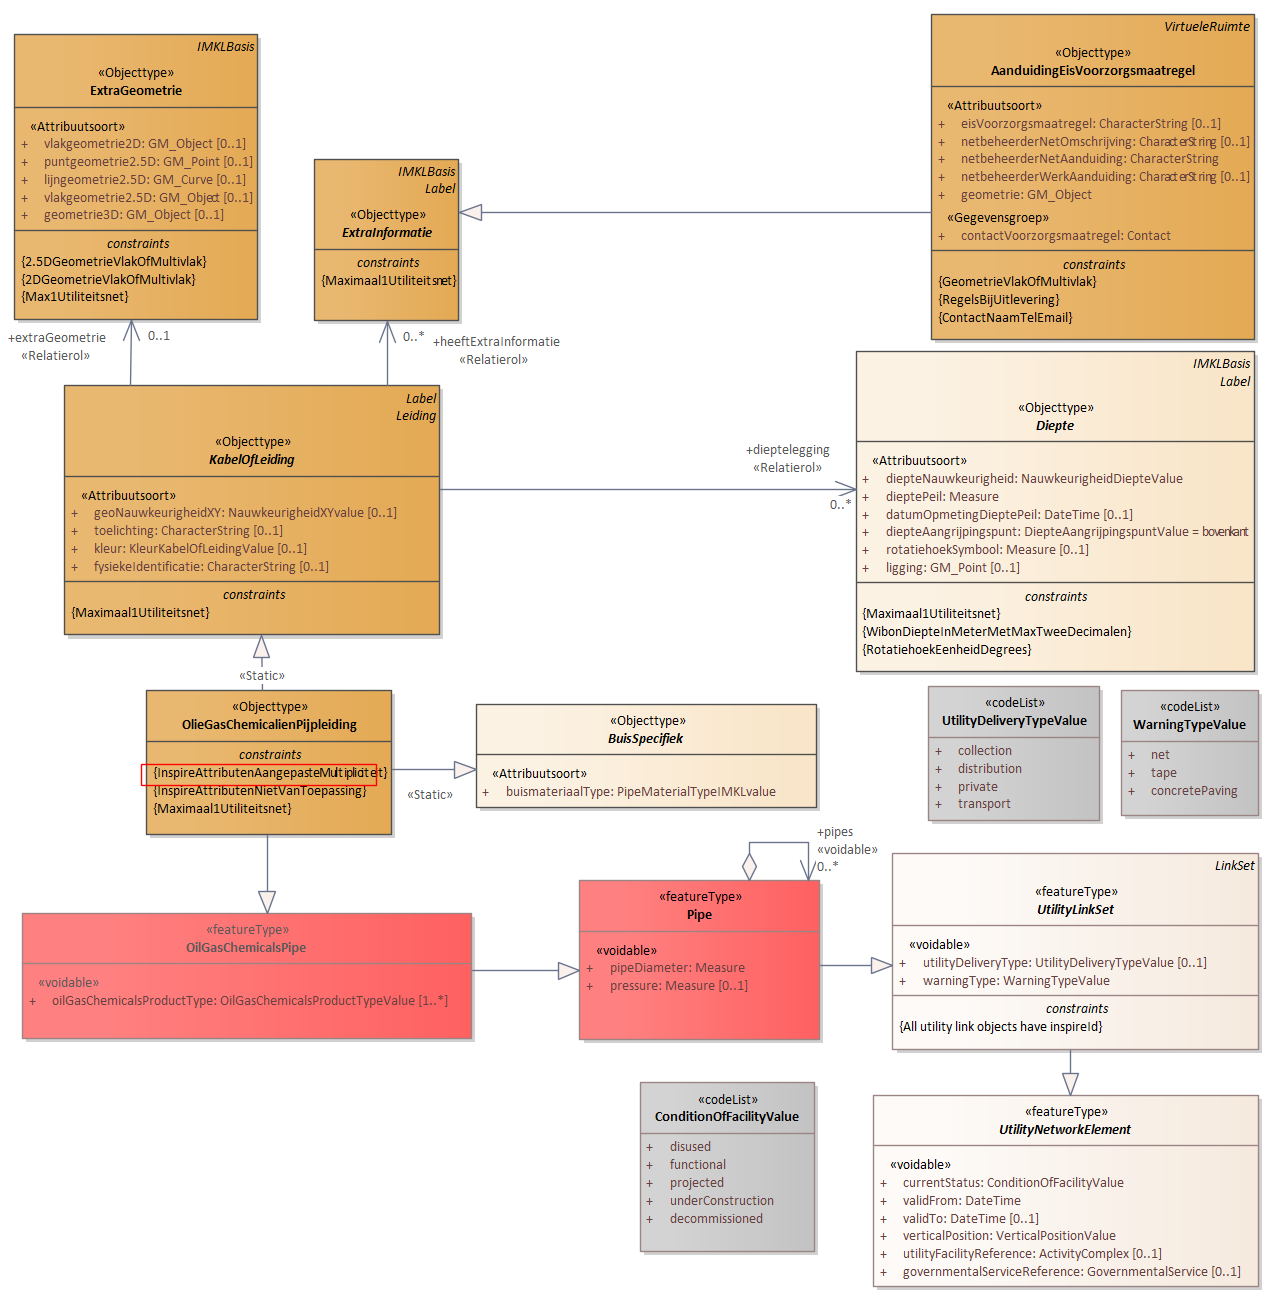 IMKLBasis
«Objecttype»
ExtraGeometrie
«Attribuutsoort»
+ vlakgeometrie2D: GM_Object [0..1]
+ puntgeometrie2.5D: GM_Point [0..1]
+ lijngeometrie2.5D: GM_Curve [0..1]
+ vlakgeometrie2.5D: GM_Object [0..1]
+ geometrie3D: GM_Object [0..1]
constraints
{2.5DGeometrieVlakOfMultivlak}
{2DGeometrieVlakOfMultivlak}
{Max1Utiliteitsnet}
IMKLBasis
Label
«Objecttype»
ExtraInformatie
constraints
{Maximaal1Utiliteitsnet}
VirtueleRuimte
«Objecttype»
AanduidingEisVoorzorgsmaatregel
«Attribuutsoort»
+ eisVoorzorgsmaatregel: CharacterString [0..1]
+ netbeheerderNetOmschrijving: CharacterString [0..1]
+ netbeheerderNetAanduiding: CharacterString
+ netbeheerderWerkAanduiding: CharacterString [0..1]
+ geometrie: GM_Object
«Gegevensgroep»
+ contactVoorzorgsmaatregel: Contact
constraints
{GeometrieVlakOfMultivlak}
{RegelsBijUitlevering}
{ContactNaamTelEmail}
+extraGeometrie
«Relatierol»
0..1
0..*
+heeftExtraInformatie
«Relatierol»
Label
Leiding
«Objecttype»
KabelOfLeiding
«Attribuutsoort»
+ geoNauwkeurigheidXY: NauwkeurigheidXYvalue [0..1]
+ toelichting: CharacterString [0..1]
+ kleur: KleurKabelOfLeidingValue [0..1]
+ fysiekeIdentificatie: CharacterString [0..1]
constraints
{Maximaal1Utiliteitsnet}
+dieptelegging
«Relatierol»
0..*
IMKLBasis
Label
«Objecttype»
Diepte
«Attribuutsoort»
+ diepteNauwkeurigheid: NauwkeurigheidDiepteValue
+ dieptePeil: Measure
+ datumOpmetingDieptePeil: DateTime [0..1]
+ diepteAangrijpingspunt: DiepteAangrijpingspuntValue = bovenkant
+ rotatiehoekSymbool: Measure [0..1]
+ ligging: GM_Point [0..1]
constraints
{Maximaal1Utiliteitsnet}
{WibonDiepteInMeterMetMaxTweeDecimalen}
{RotatiehoekEenheidDegrees}
«Static»
«Objecttype»
OlieGasChemicalienPijpleiding
constraints
{InspireAttributenAangepasteMultipliciteit}
{InspireAttributenNietVanToepassing}
{Maximaal1Utiliteitsnet}
«Static»
«Objecttype»
BuisSpecifiek
«Attribuutsoort»
+ buismateriaalType: PipeMaterialTypeIMKLvalue
«codeList»
UtilityDeliveryTypeValue
+ collection
+ distribution
+ private
+ transport
«codeList»
WarningTypeValue
+ net
+ tape
+ concretePaving
+pipes
«voidable»
0..*
«featureType»
OilGasChemicalsPipe
«voidable»
+ oilGasChemicalsProductType: OilGasChemicalsProductTypeValue [1..*]
«featureType»
Pipe
«voidable»
+ pipeDiameter: Measure
+ pressure: Measure [0..1]
LinkSet
«featureType»
UtilityLinkSet
«voidable»
+ utilityDeliveryType: UtilityDeliveryTypeValue [0..1]
+ warningType: WarningTypeValue
constraints
{All utility link objects have inspireId}
«codeList»
ConditionOfFacilityValue
+ disused
+ functional
+ projected
+ underConstruction
+ decommissioned
«featureType»
UtilityNetworkElement
«voidable»
+ currentStatus: ConditionOfFacilityValue
+ validFrom: DateTime
+ validTo: DateTime [0..1]
+ verticalPosition: VerticalPositionValue
+ utilityFacilityReference: ActivityComplex [0..1]
+ governmentalServiceReference: GovernmentalService [0..1]